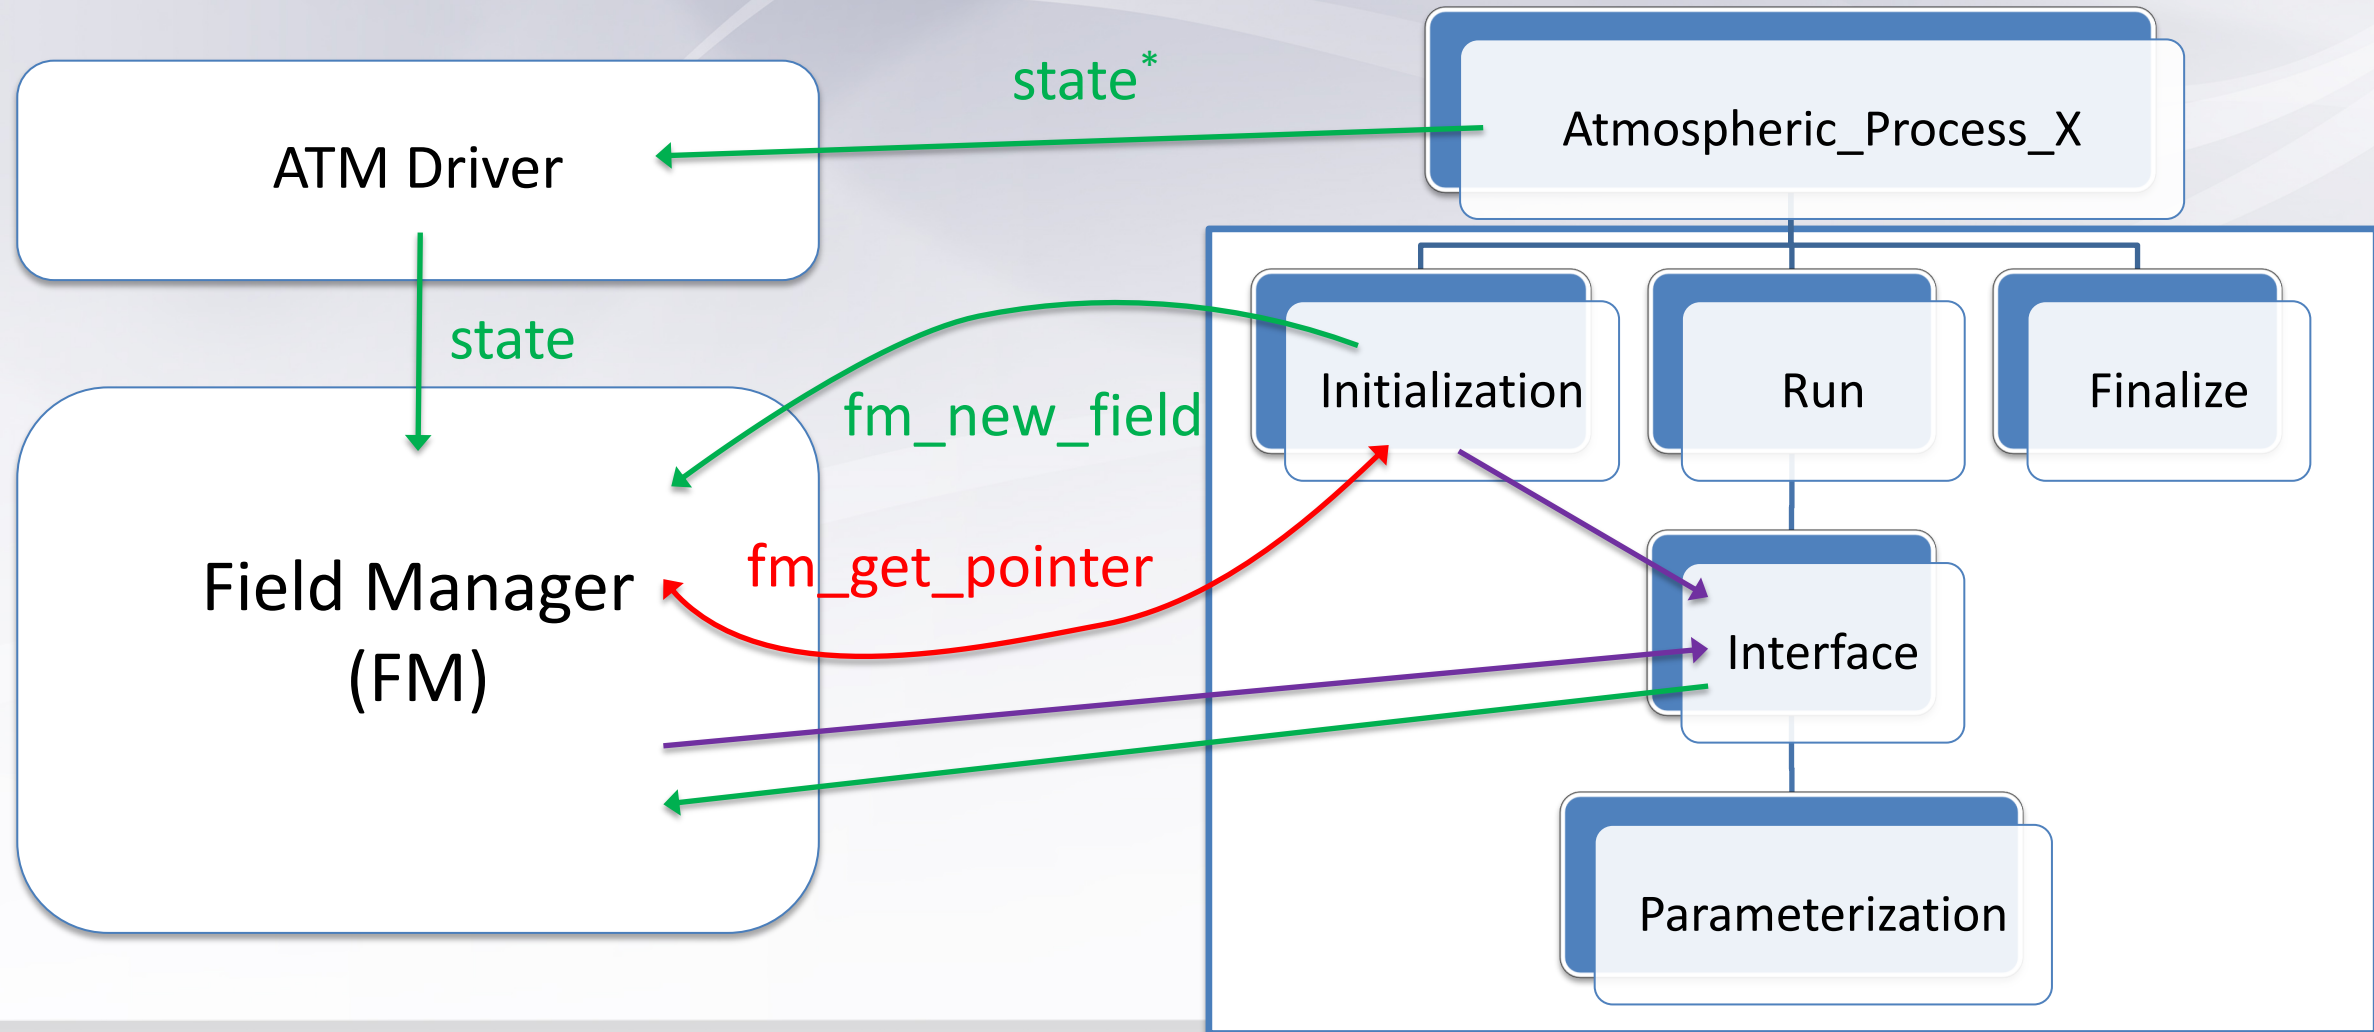 state*
Atmospheric_Process_X
ATM Driver
state
Initialization
Run
Finalize
fm_new_field
fm_get_pointer
Field Manager
(FM)
Interface
Parameterization